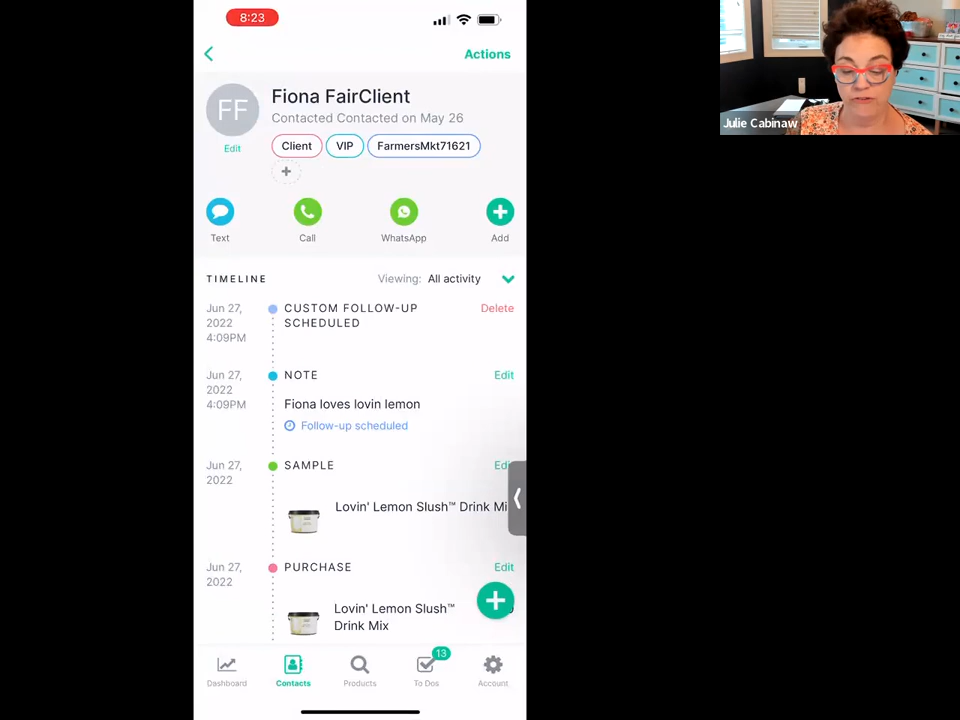 8:23
Actions
FF
Fiona FairClient
Contacted Contacted on May 26
Edit
Client
VIP
FarmersMkt71621
Text
Call
WhatsApp
Add
TIMELINE
Viewing: All activity
Jun 27,
2022
4:09PM
CUSTOM FOLLOW-UP
SCHEDULED
Delete
Jun 27,
2022
4:09PM
NOTE
Edit
Fiona loves lovin lemon
Follow-up scheduled
Jun 27,
2022
SAMPLE
Edi
Lovin' Lemon Slush™ Drink Mi
Jun 27,
2022
PURCHASE
Edit
Lovin' Lemon Slush™
Drink Mix
Dashboard
Contacts
Products
13
To Dos
Account
Julie Cabinaw